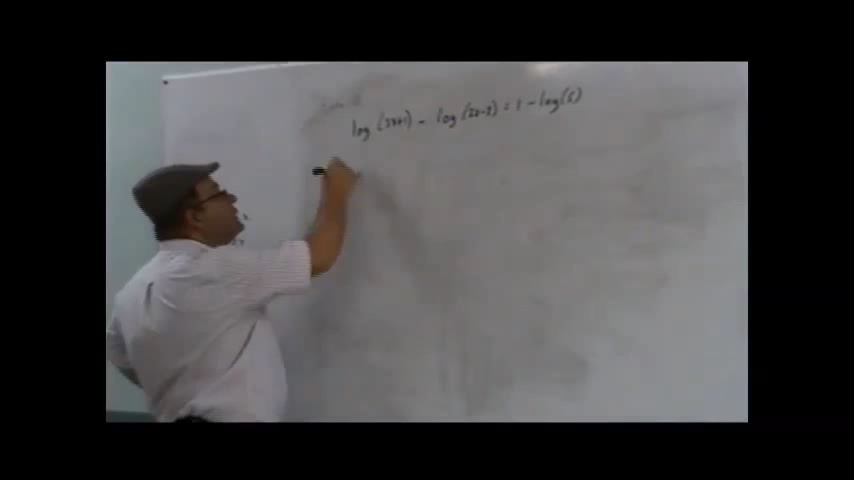 log (3x+1) - log (2x-3) = 1 - log(5)